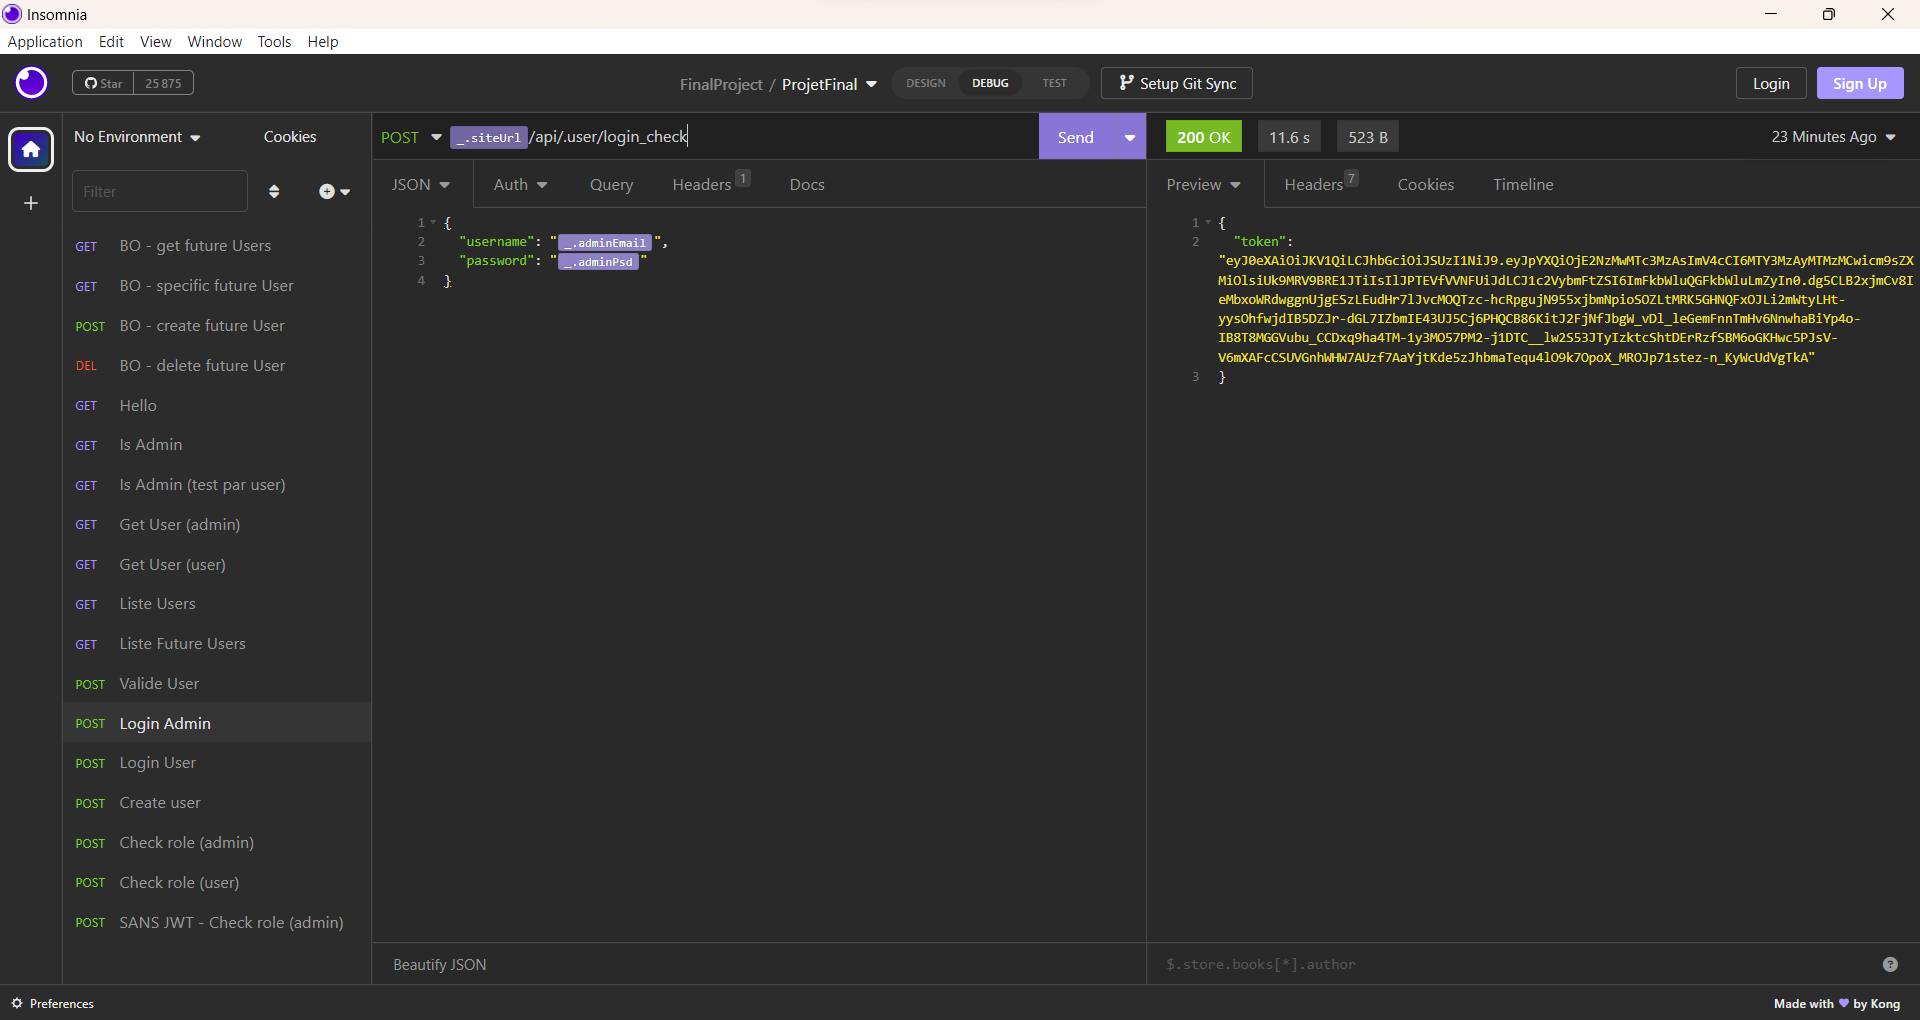 Insomnia
Application Edit View Window Tools Help
Star 25 875
FinalProject / ProjetFinal
DESIGN DEBUG TEST
Setup Git Sync
Login
Sign Up
No Environment
Cookies
POST _.siteUrl /api/.user/login_check
Send
200 OK
11.6 s
523 B
23 Minutes Ago
Filter
JSON Auth Query Headers 1 Docs
Preview Headers 7 Cookies Timeline
GET BO - get future Users
GET BO - specific future User
POST BO - create future User
DEL BO - delete future User
GET Hello
GET Is Admin
GET Is Admin (test par user)
GET Get User (admin)
GET Get User (user)
GET Liste Users
GET Liste Future Users
POST Valide User
POST Login Admin
POST Login User
POST Create user
POST Check role (admin)
POST Check role (user)
POST SANS JWT - Check role (admin)
1 {
2 "username": " _.adminEmail ",
3 "password": " _.adminPsd "
4 }
1 {
2 "token":
"eyJ0eXAiOiJKV1QiLCJhbGciOiJSUzI1NiJ9.eyJpYXQiOjE2NzMwMTc3MzAsImV4cCI6MTY3MzAyMTMzMCwicm9sZX
MiOlsiUk9MRV9BRE1JTiIsIlJPTEVfVVNFUiJdLCJ1c2VybmFtZSI6ImFkbWluQGFkbWluLmZyIn0.dg5CLB2xjmCv8I
eMbxoWRdwggnUjgESzLEudHr7lJvcMOQTzc-hcRpgujN955xjbmNpioSOZLtMRK5GHNQFxOJLi2mWtyLHt-
yysOhfwjdIB5DZJr-dGL7IZbmIE43UJ5Cj6PHQCB86KitJ2FjNfJbgW_vDl_leGemFnnTmHv6NnwhaBiYp4o-
IB8T8MGGVubu_CCDxq9ha4TM-1y3MO57PM2-j1DTC__lw2S53JTyIzktcShtDErRzfSBM6oGKHwc5PJsV-
V6mXAFcCSUVGnhWHW7AUzf7AaYjtKde5zJhbmaTequ4lO9k7OpoX_MROJp71stez-n_KyWcUdVgTkA"
3 }
Beautify JSON
$.store.books[*].author
Preferences
Made with by Kong